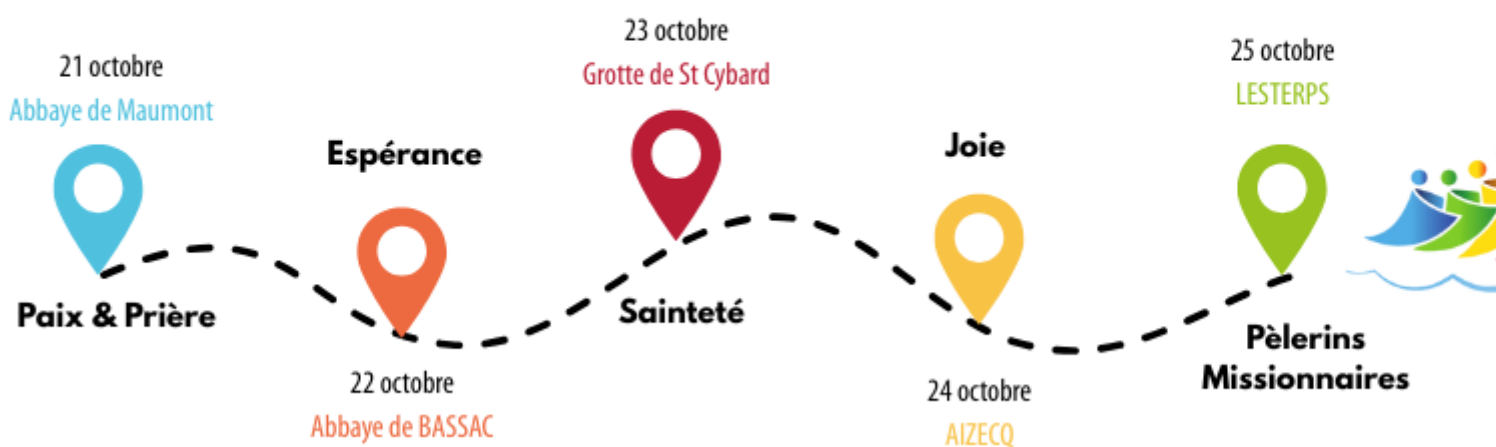 21 octobre
Abbaye de Maumont
Paix & Prière
Espérance
22 octobre
Abbaye de BASSAC
23 octobre
Grotte de St Cybard
Sainteté
Joie
24 octobre
AIZECQ
25 octobre
LESTERPS
Pèlerins
Missionnaires